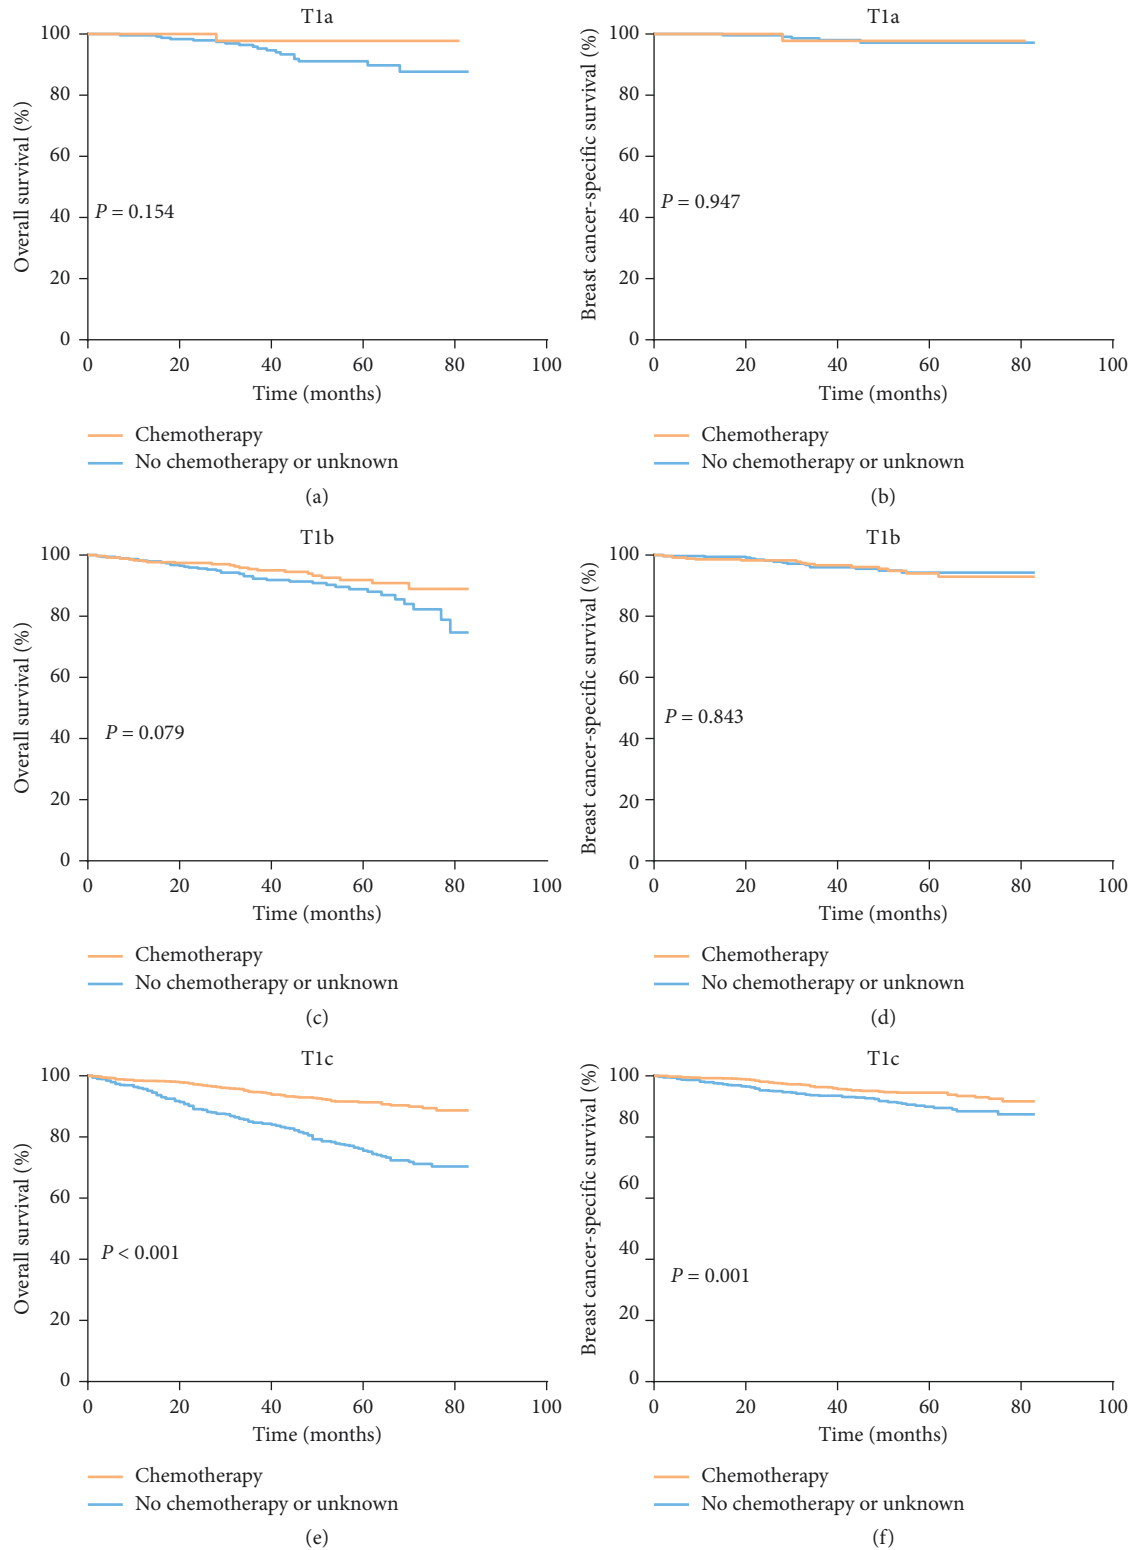 T1a
100
80
60
40
20
0
Overall survival (%)
P = 0.154
0 20 40 60 80 100
Time (months)
Chemotherapy
No chemotherapy or unknown
(a)
T1a
100
80
60
40
20
0
Breast cancer-specific survival (%)
P = 0.947
0 20 40 60 80 100
Time (months)
Chemotherapy
No chemotherapy or unknown
(b)
T1b
100
80
60
40
20
0
Overall survival (%)
P = 0.079
0 20 40 60 80 100
Time (months)
Chemotherapy
No chemotherapy or unknown
(c)
T1b
100
80
60
40
20
0
Breast cancer-specific survival (%)
P = 0.843
0 20 40 60 80 100
Time (months)
Chemotherapy
No chemotherapy or unknown
(d)
T1c
100
80
60
40
20
0
Overall survival (%)
P < 0.001
0 20 40 60 80 100
Time (months)
Chemotherapy
No chemotherapy or unknown
(e)
T1c
100
80
60
40
20
0
Breast cancer-specific survival (%)
P = 0.001
0 20 40 60 80 100
Time (months)
Chemotherapy
No chemotherapy or unknown
(f)